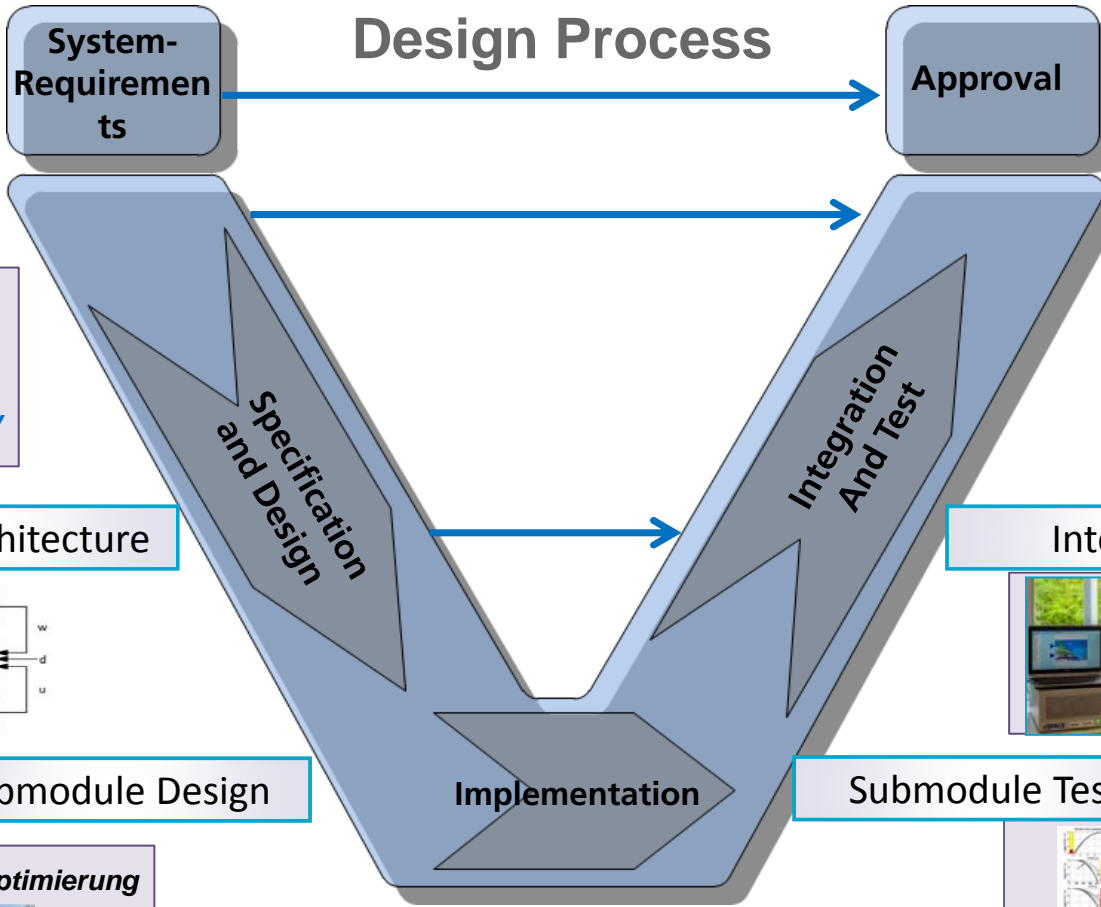 Design Process
System-
Requiremen
ts
Approval
Specification
and Design
Integration
And Test
hitecture
Inte
w
d
u
omodule Design
Implementation
Submodule Tes
ptimierung